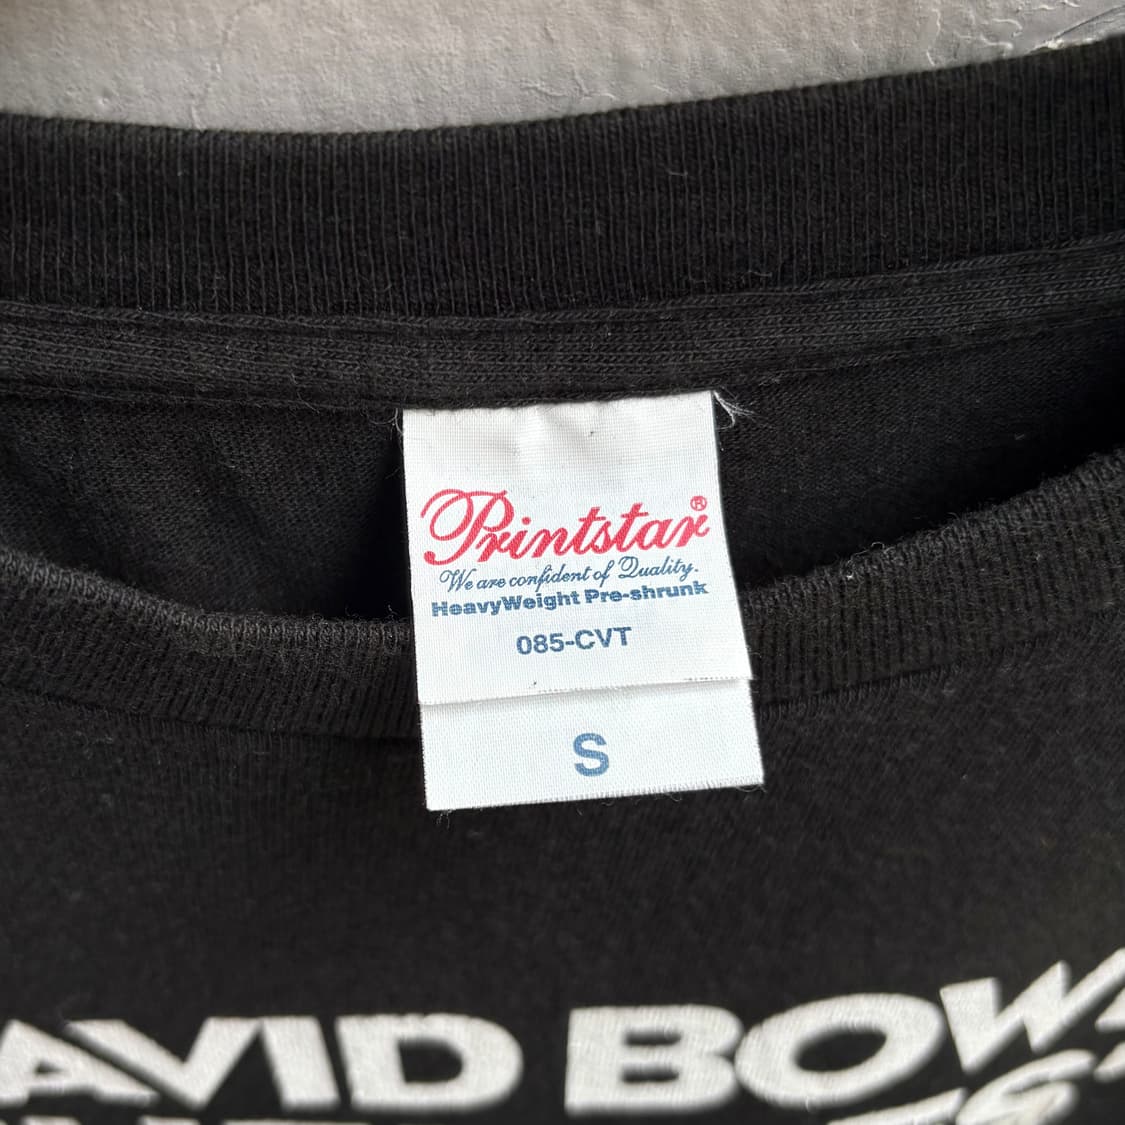 Printstar®
We are confident of Quality.
HeavyWeight Pre-shrunk
085-CVT
S
AVID BOW